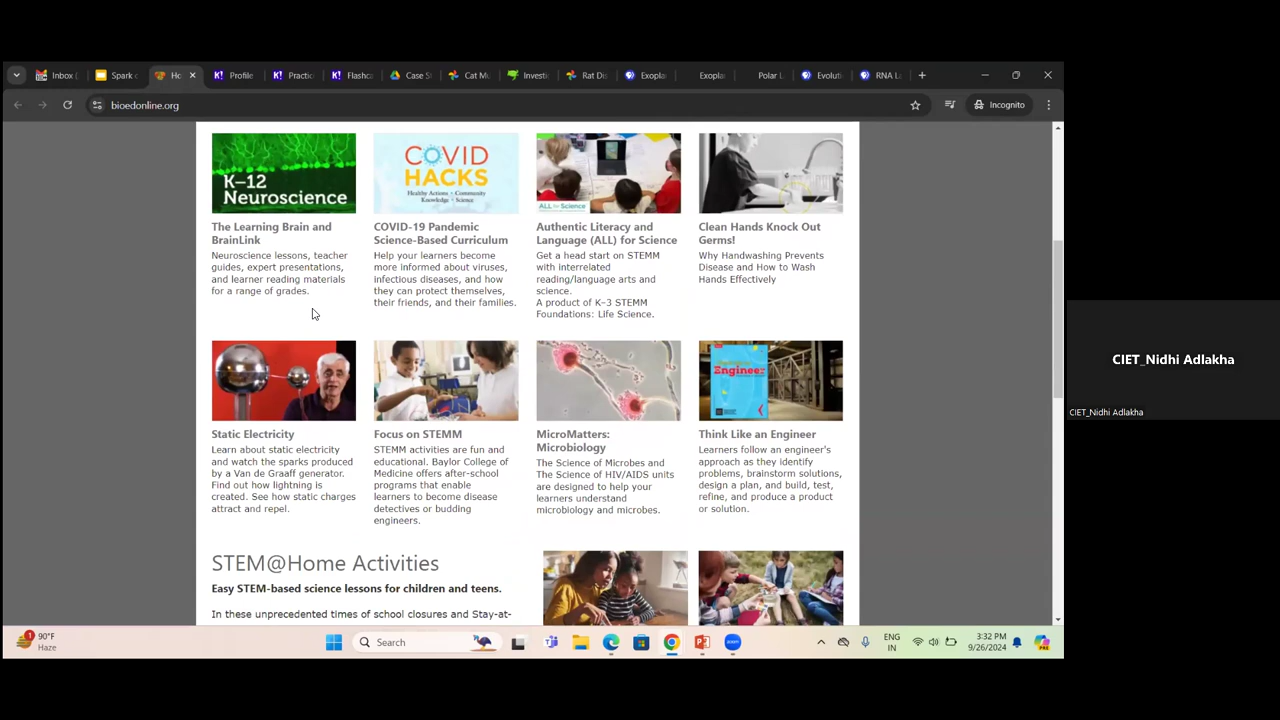 Inbox (
Spark o
Ho
Profile
Practic
Flashca
Case S
Cat M
Investi
Rat Dis
Exopla
Exoplar
Polar L
Evoluti
RNA L
bioedonline.org
Incognito
K–12
Neuroscience
COVID
HACKS
Healthy Actions • Community
Knowledge • Science
ALL for Science
The Learning Brain and
BrainLink
Neuroscience lessons, teacher
guides, expert presentations,
and learner reading materials
for a range of grades.
COVID-19 Pandemic
Science-Based Curriculum
Help your learners become
more informed about viruses,
infectious diseases, and how
they can protect themselves,
their friends, and their families.
Authentic Literacy and
Language (ALL) for Science
Get a head start on STEMM
with interrelated
reading/language arts and
science.
A product of K–3 STEMM
Foundations: Life Science.
Clean Hands Knock Out
Germs!
Why Handwashing Prevents
Disease and How to Wash
Hands Effectively
Engineer
Static Electricity
Learn about static electricity
and watch the sparks produced
by a Van de Graaff generator.
Find out how lightning is
created. See how static charges
attract and repel.
Focus on STEMM
STEMM activities are fun and
educational. Baylor College of
Medicine offers after-school
programs that enable
learners to become disease
detectives or budding
engineers.
MicroMatters:
Microbiology
The Science of Microbes and
The Science of HIV/AIDS units
are designed to help your
learners understand
microbiology and microbes.
Think Like an Engineer
Learners follow an engineer's
approach as they identify
problems, brainstorm solutions,
design a plan, and build, test,
refine, and produce a product
or solution.
STEM@Home Activities
Easy STEM-based science lessons for children and teens.
In these unprecedented times of school closures and Stay-at-
CIET_Nidhi Adlakha
CIET_Nidhi Adlakha
1
90°F
Haze
Search
ENG
IN
3:32 PM
9/26/2024